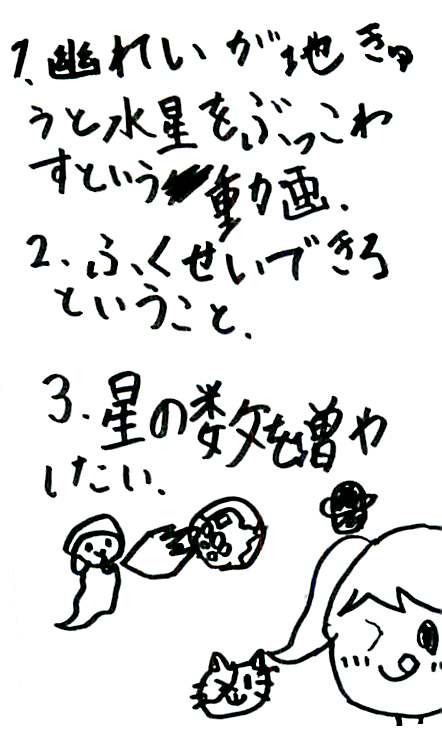 1.幽れいが地きゅ
うと水星をぶっこわ
すという動画.
2.ふくせいできる
ということ.
3.星の数を増や
したい.